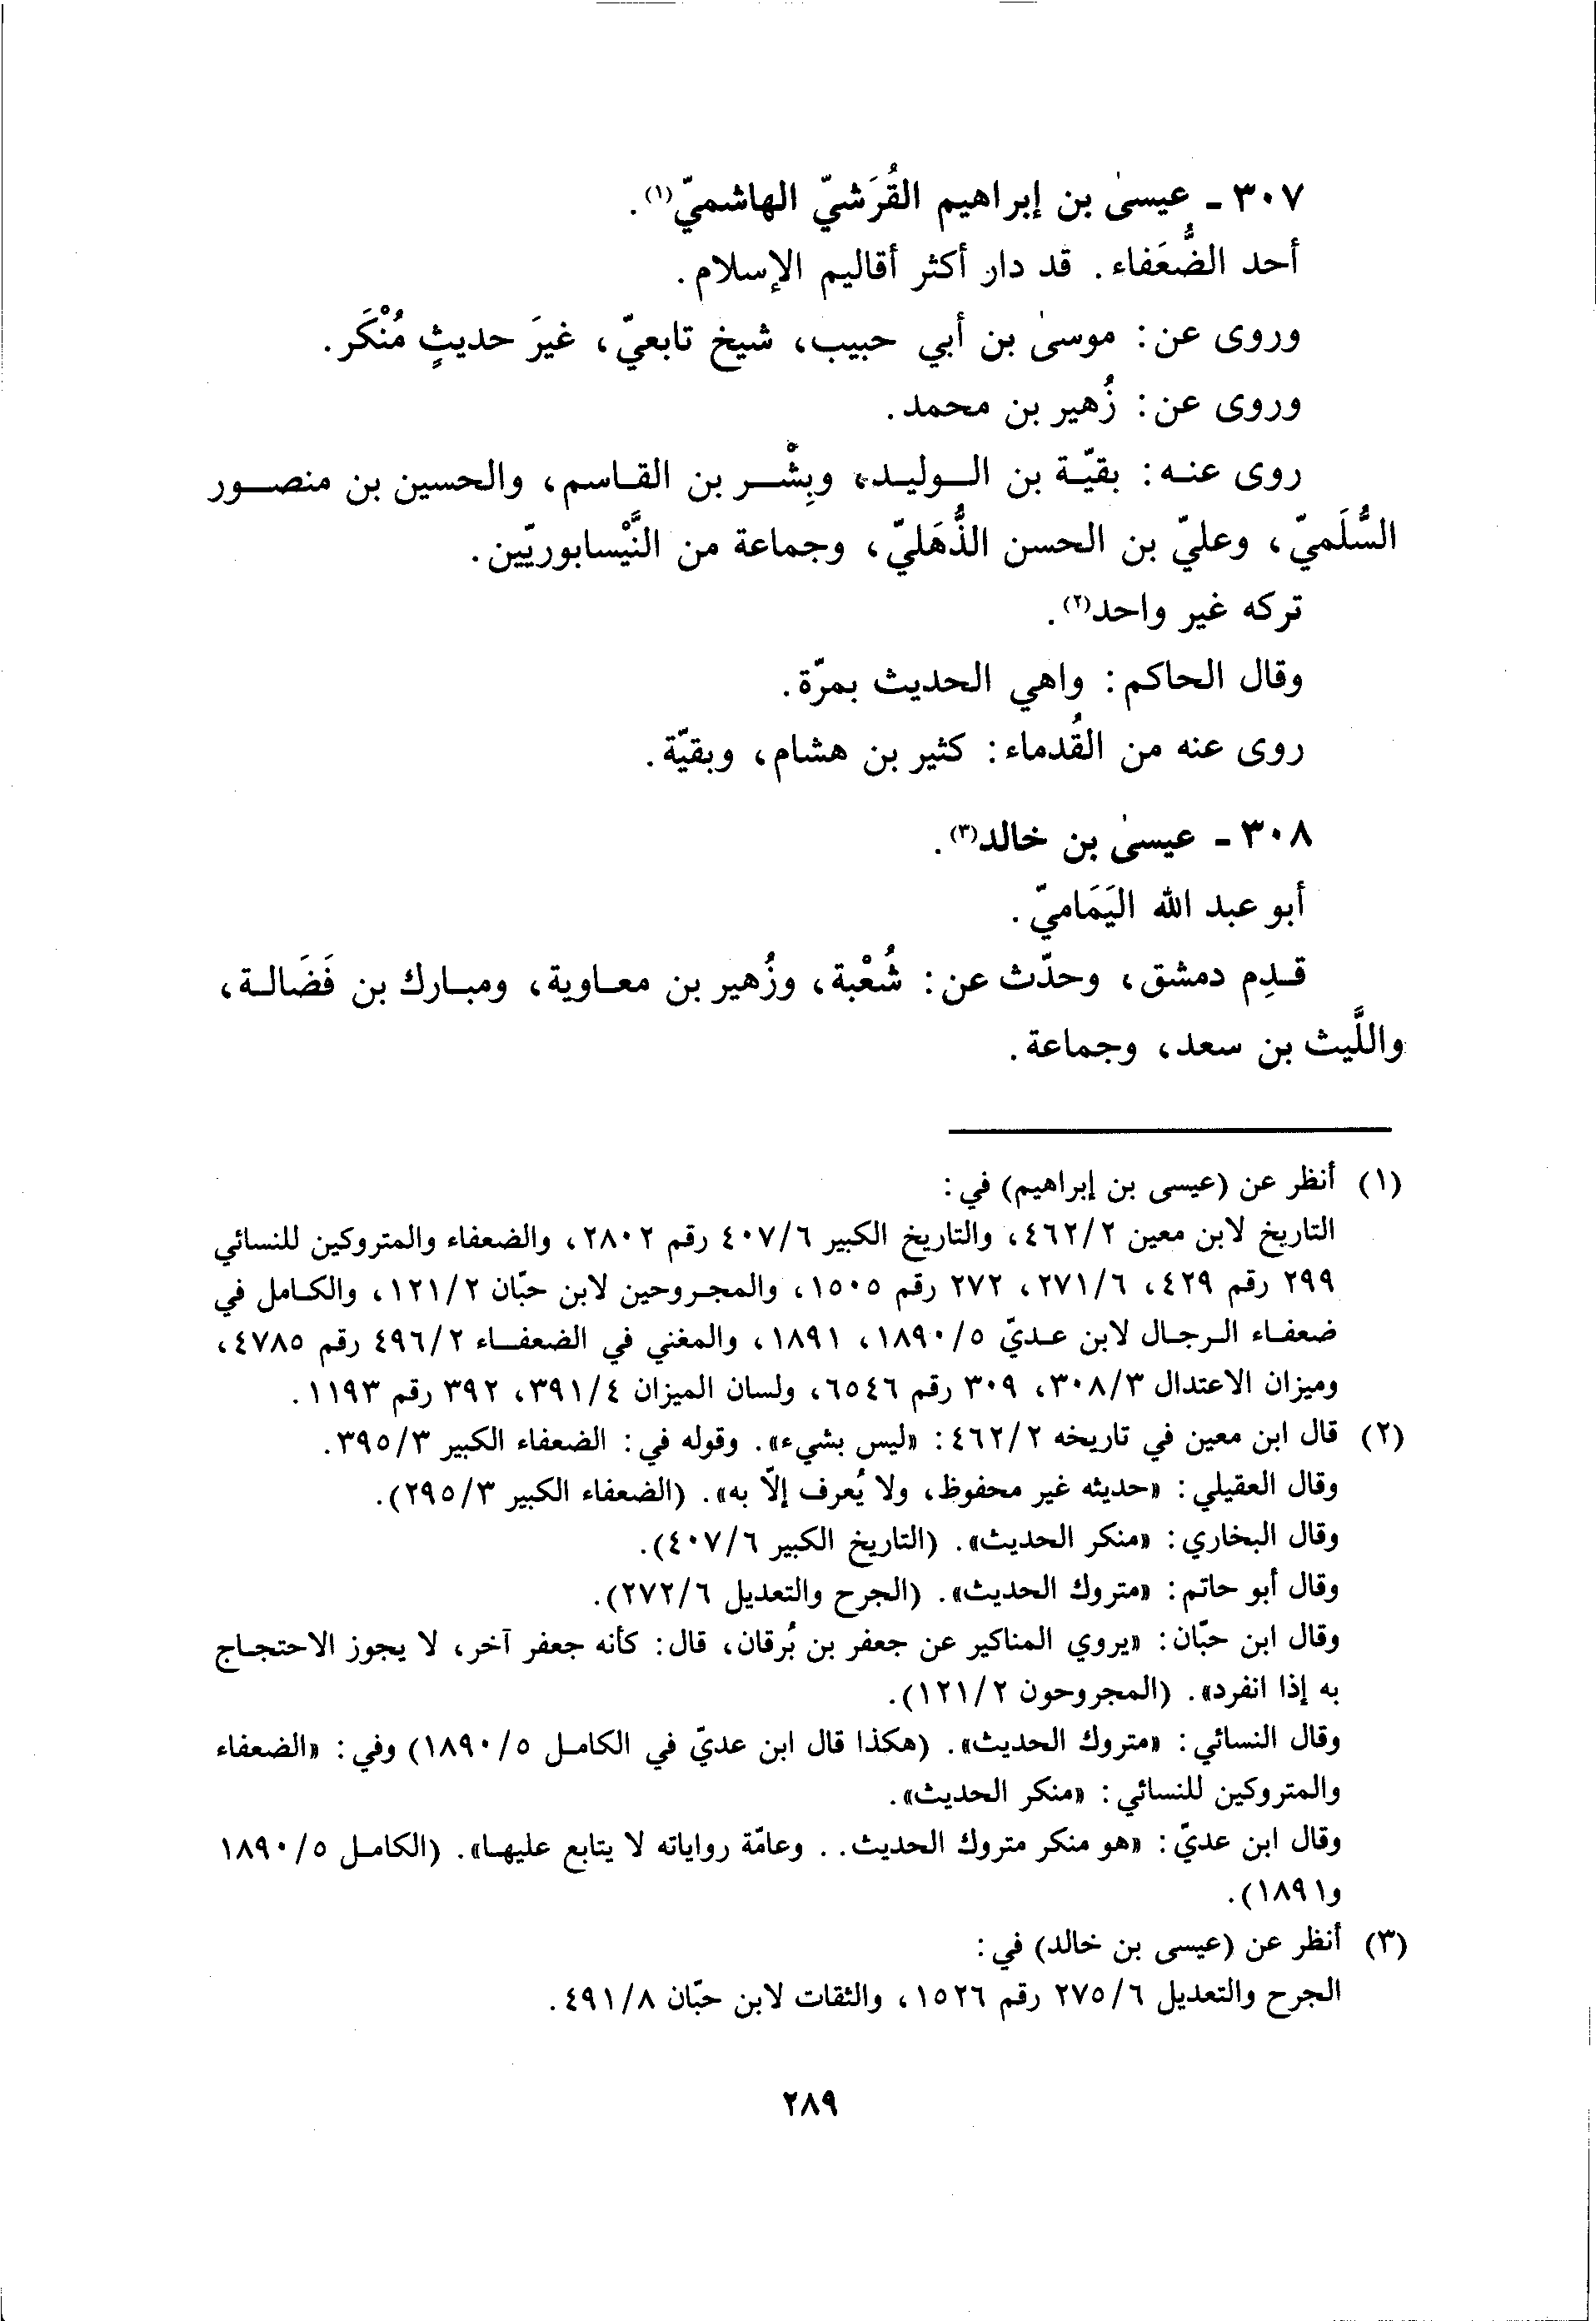 ٣٠٧ - عيسىٰ بن إبراهيم القُرَشيّ الهاشميّ(١).
أحد الضُّعَفاء. قد دار أكثر أقاليم الإسلام.
وروى عن: موسىٰ بن أبي حبيب، شيخ تابعيّ، غيرَ حديثٍ مُنْكَر.
وروى عن: زُهير بن محمد.
روى عنه: بقيّة بن الوليد، وبِشْر بن القاسم، والحسين بن منصور
السُّلَميّ، وعليّ بن الحسن الذُّهَليّ، وجماعة من النَّيْسابوريّين.
تركه غير واحد(٢).
وقال الحاكم: واهي الحديث بمرّة.
روى عنه من القُدماء: كثير بن هشام، وبقيّة.
٣٠٨ - عيسىٰ بن خالد(٣).
أبو عبد الله اليَمَاميّ.
قدِم دمشق، وحدّث عن: شُعْبة، وزُهير بن معاوية، ومبارك بن فَضَالة،
واللَّيث بن سعد، وجماعة.
(١) أنظر عن (عيسى بن إبراهيم) في:
التاريخ لابن معين ٤٦٢/٢، والتاريخ الكبير ٤٠٧/٦ رقم ٢٨٠٢، والضعفاء والمتروكين للنسائي
٢٩٩ رقم ٤٢٩، ٢٧١/٦، ٢٧٢ رقم ١٥٠٥، والمجروحين لابن حبّان ١٢١/٢، والكامل في
ضعفاء الرجال لابن عديّ ١٨٩٠/٥، ١٨٩١، والمغني في الضعفاء ٤٩٦/٢ رقم ٤٧٨٥،
وميزان الاعتدال ٣٠٨/٣، ٣٠٩ رقم ٦٥٤٦، ولسان الميزان ٣٩١/٤، ٣٩٢ رقم ١١٩٣.
(٢) قال ابن معين في تاريخه ٤٦٢/٢: «ليس بشيء». وقوله في: الضعفاء الكبير ٣٩٥/٣.
وقال العقيلي: «حديثه غير محفوظ، ولا يُعرف إلّا به». (الضعفاء الكبير ٢٩٥/٣).
وقال البخاري: «منكر الحديث». (التاريخ الكبير ٤٠٧/٦).
وقال أبو حاتم: «متروك الحديث». (الجرح والتعديل ٢٧٢/٦).
وقال ابن حبّان: «يروي المناكير عن جعفر بن بُرقان، قال: كأنه جعفر آخر، لا يجوز الاحتجاج
به إذا انفرد». (المجروحون ١٢١/٢).
وقال النسائي: «متروك الحديث». (هكذا قال ابن عديّ في الكامل ١٨٩٠/٥) وفي: «الضعفاء
والمتروكين للنسائي: «منكر الحديث».
وقال ابن عديّ: «هو منكر متروك الحديث.. وعامّة رواياته لا يتابع عليها». (الكامل ١٨٩٠/٥
و١٨٩١).
(٣) أنظر عن (عيسى بن خالد) في:
الجرح والتعديل ٢٧٥/٦ رقم ١٥٢٦، والثقات لابن حبّان ٤٩١/٨.
٢٨٩